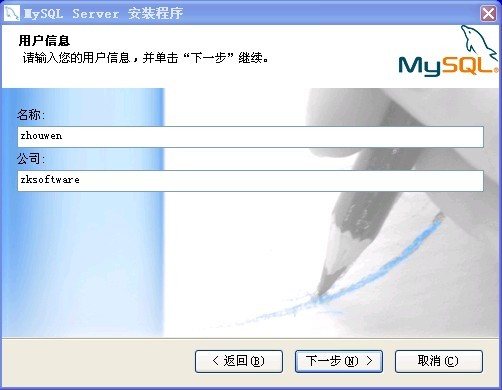 MySQL Server 安装程序
用户信息
请输入您的用户信息，并单击“下一步”继续。
MySQL®
名称:
zhouwen
公司:
zksoftware
< 返回(B)
下一步(N) >
取消(C)